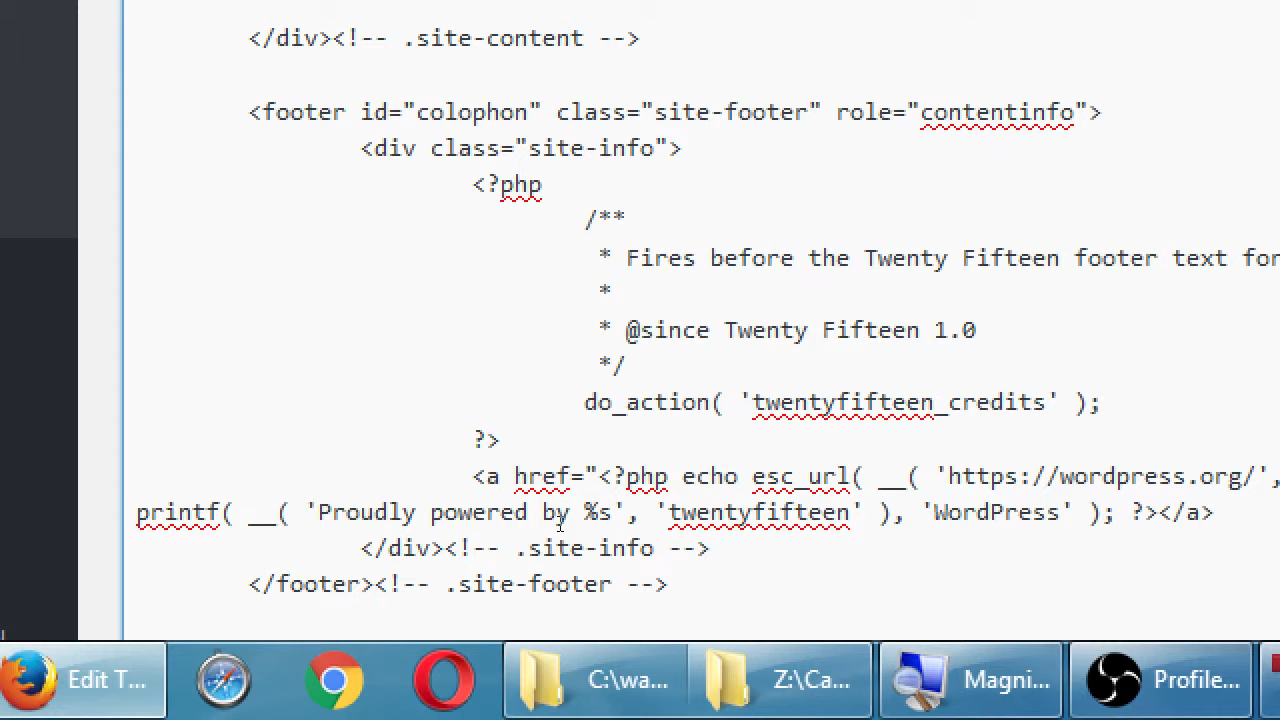 </div><!-- .site-content -->
<footer id="colophon" class="site-footer" role="contentinfo">
<div class="site-info">
<?php
/**
* Fires before the Twenty Fifteen footer text for
*
* @since Twenty Fifteen 1.0
*/
do_action( 'twentyfifteen_credits' );
?>
<a href="<?php echo esc_url( __( 'https://wordpress.org/',
printf( __( 'Proudly powered by %s', 'twentyfifteen' ), 'WordPress' ); ?></a>
</div><!-- .site-info -->
</footer><!-- .site-footer -->
Edit T... C:\wa... Z:\Ca... Magni... Profile...